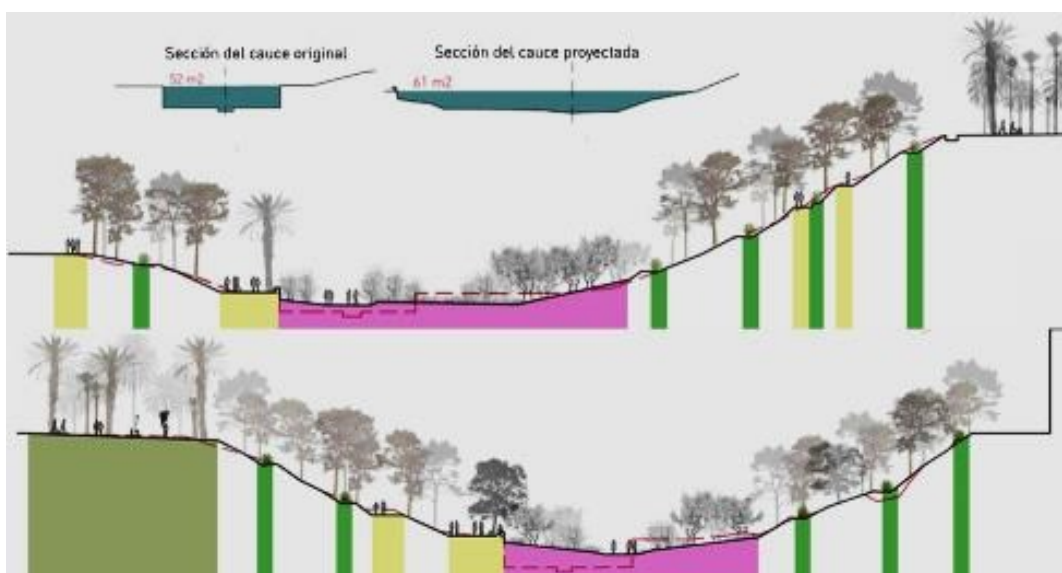 Sección del cauce original
Sección del cauce proyectada
52 m2
61 m2